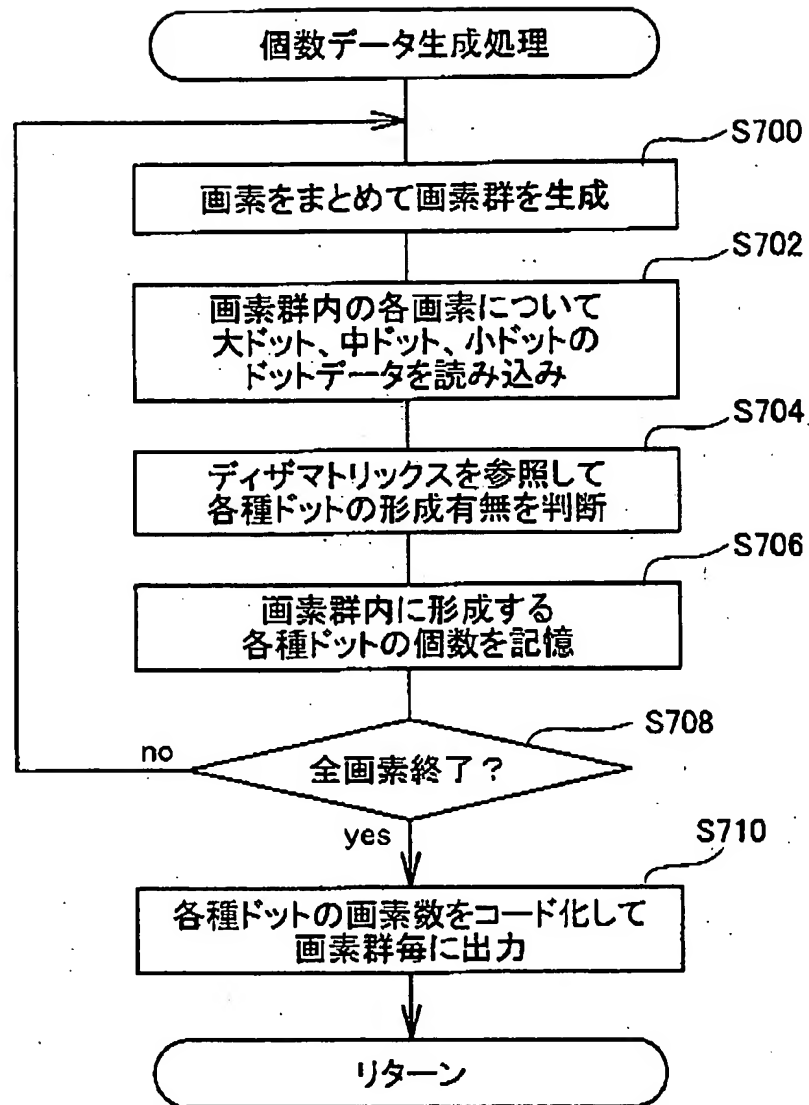 個数データ生成処理
S700
画素をまとめて画素群を生成
S702
画素群内の各画素について
大ドット、中ドット、小ドットの
ドットデータを読み込み
S704
ディザマトリックスを参照して
各種ドットの形成有無を判断
S706
画素群内に形成する
各種ドットの個数を記憶
S708
no
全画素終了？
yes
S710
各種ドットの画素数をコード化して
画素群毎に出力
リターン